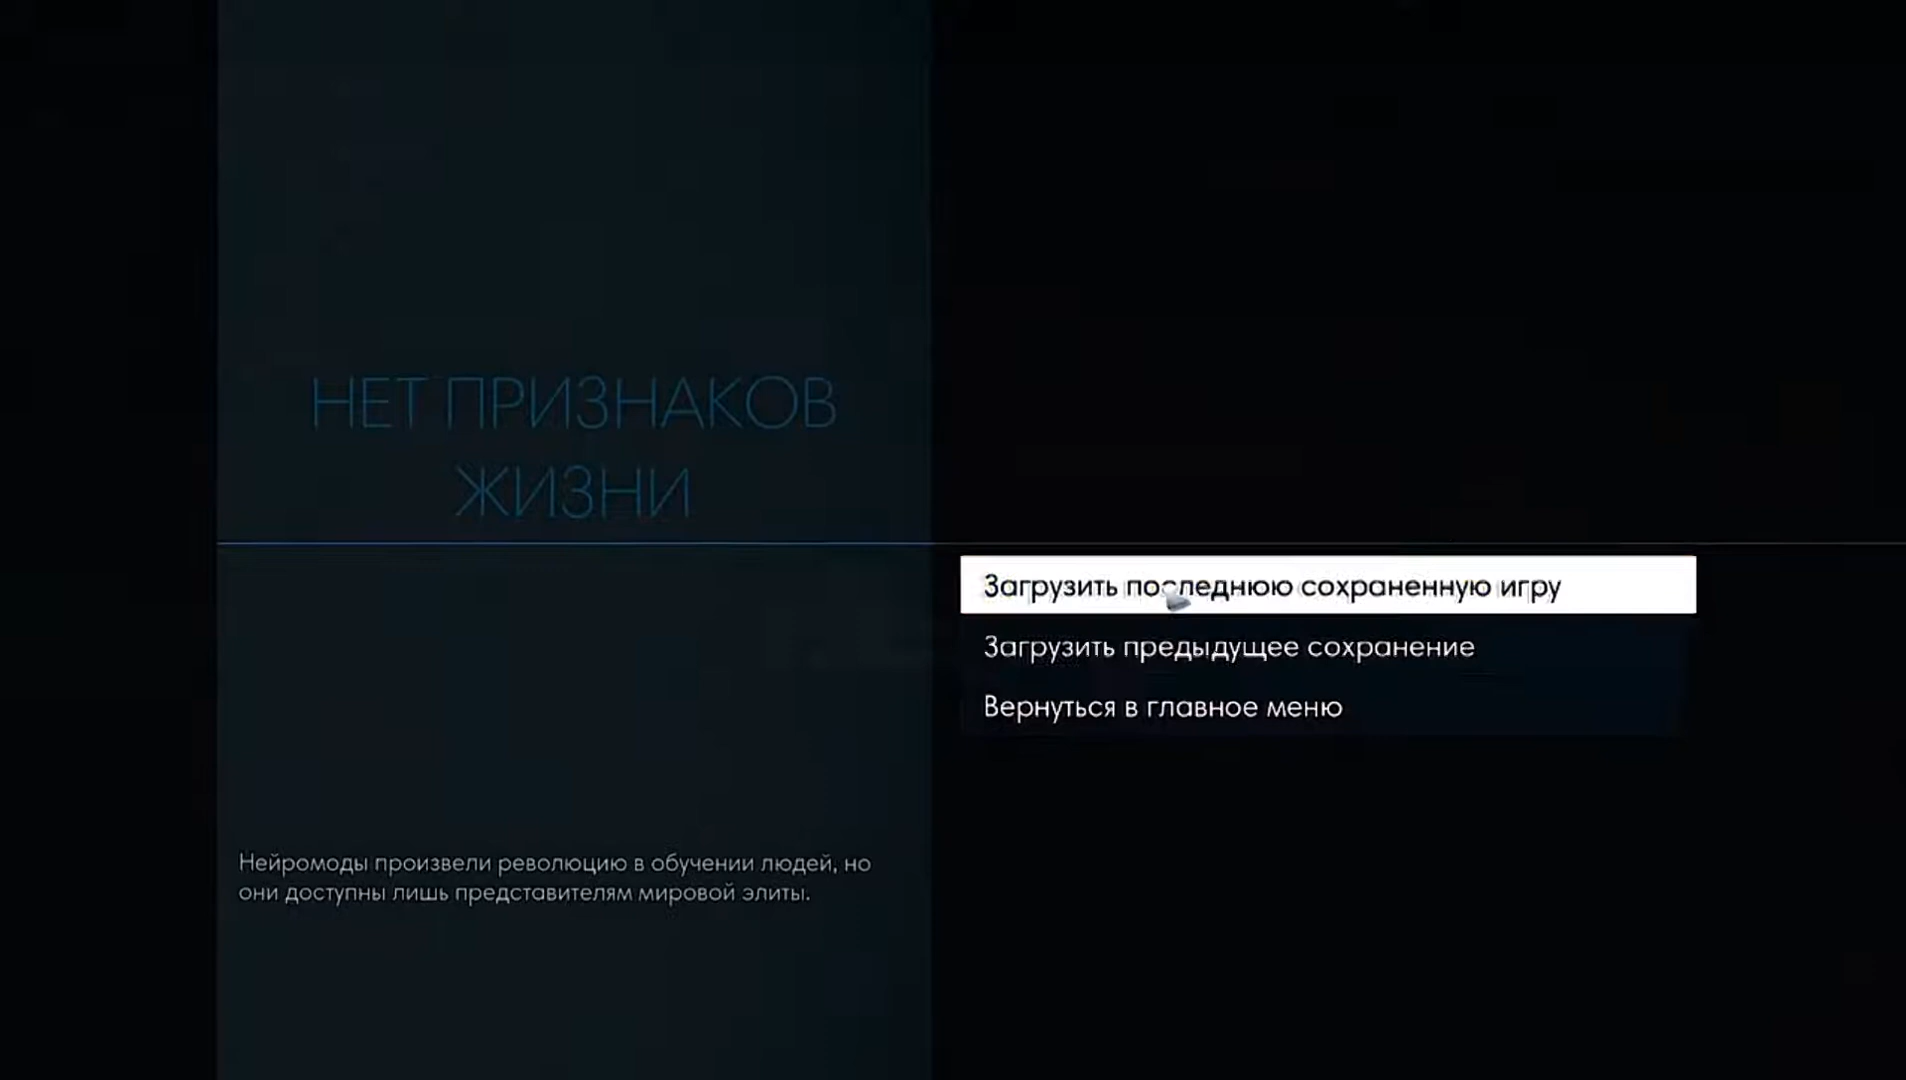 НЕТ ПРИЗНАКОВ
ЖИЗНИ
Загрузить последнюю сохраненную игру
Загрузить предыдущее сохранение
Вернуться в главное меню
Нейромоды произвели революцию в обучении людей, но
они доступны лишь представителям мировой элиты.